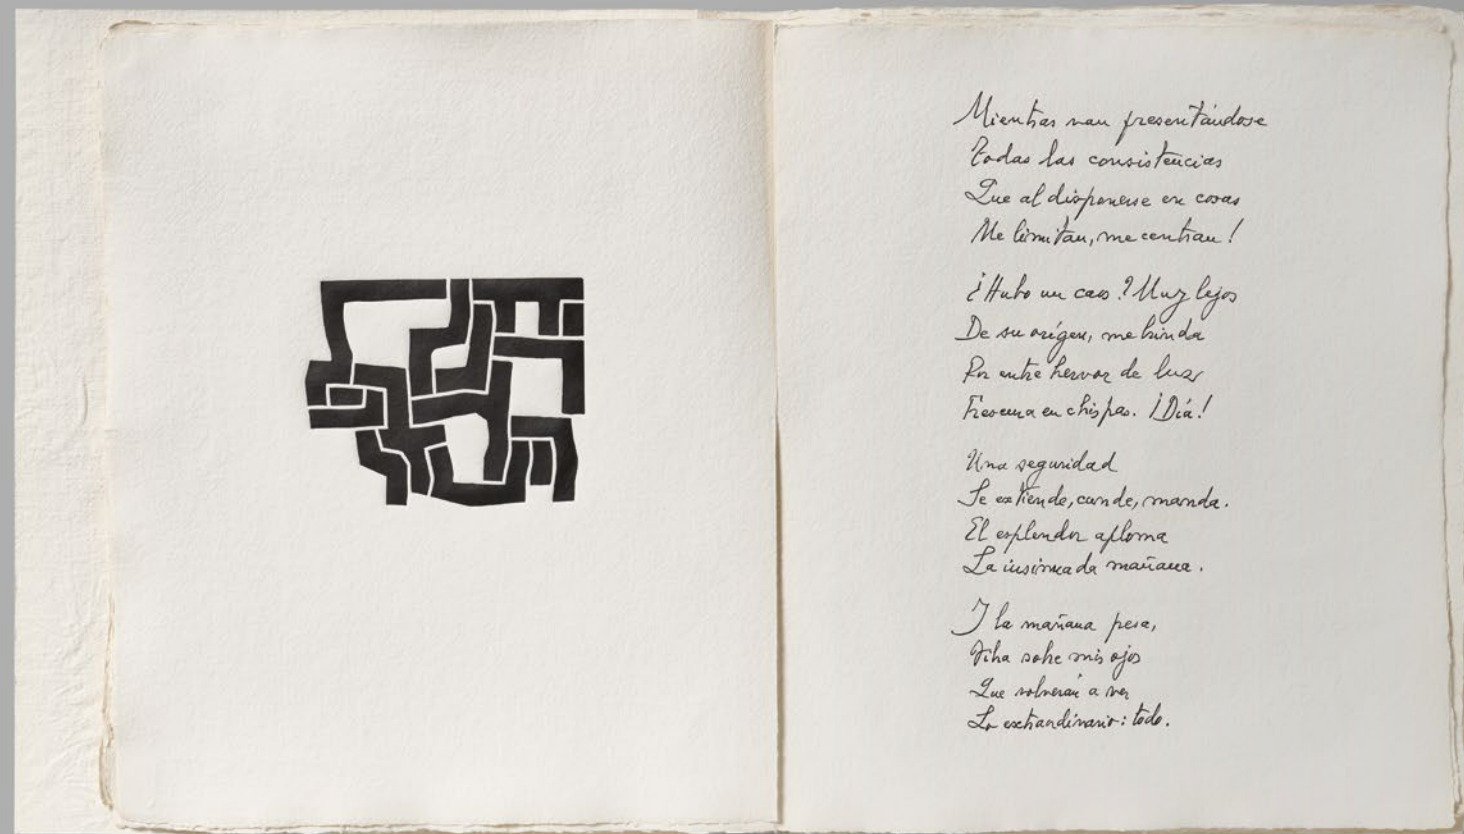 Mientras van presentándose
Todas las consistencias
Que al disponerse en cosas
Me limitan, me centran!
¿Hubo un caos? Muy lejos
De su orígen, me brinda
Por entre hervor de luz
Frescura en chispas. ¡Día!
Una seguridad
Se extiende, cunde, manda.
El esplendor aploma
La insinuada mañana.
Y la mañana pesa,
Vibra sobre mis ojos
Que volverán a ver
Lo extraordinario: todo.